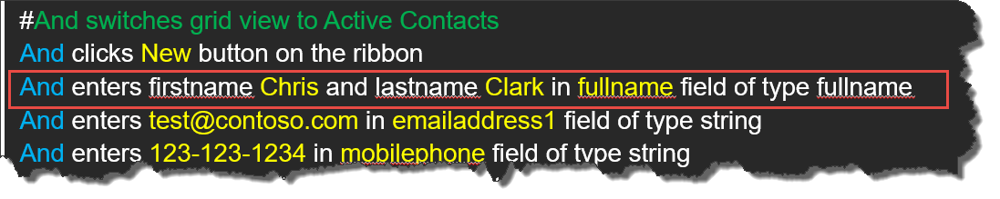 #And switches grid view to Active Contacts
And clicks New button on the ribbon
And enters firstname Chris and lastname Clark in fullname field of type fullname
And enters test@contoso.com in emailaddress1 field of type string
And enters 123-123-1234 in mobilephone field of type string